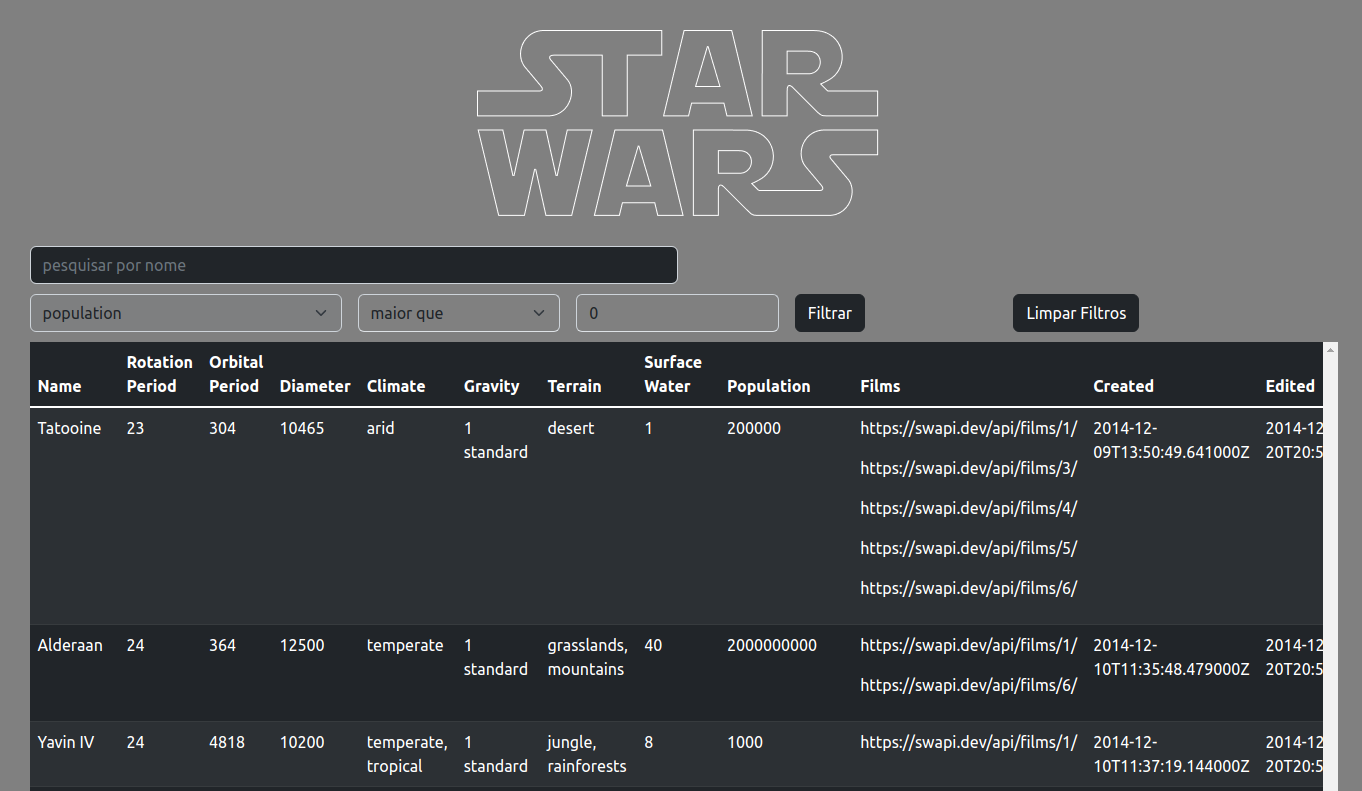 STAR
WARS
pesquisar por nome
population maior que 0 Filtrar Limpar Filtros
Name Rotation Period Orbital Period Diameter Climate Gravity Terrain Surface Water Population Films Created Edited
Tatooine 23 304 10465 arid 1 standard desert 1 200000 https://swapi.dev/api/films/1/ 2014-12-09T13:50:49.641000Z 2014-12
20T20:5
https://swapi.dev/api/films/3/
https://swapi.dev/api/films/4/
https://swapi.dev/api/films/5/
https://swapi.dev/api/films/6/
Alderaan 24 364 12500 temperate 1 standard grasslands, mountains 40 2000000000 https://swapi.dev/api/films/1/ 2014-12-10T11:35:48.479000Z 2014-12
20T20:5
https://swapi.dev/api/films/6/
Yavin IV 24 4818 10200 temperate, tropical 1 standard jungle, rainforests 8 1000 https://swapi.dev/api/films/1/ 2014-12-10T11:37:19.144000Z 2014-12
20T20:5